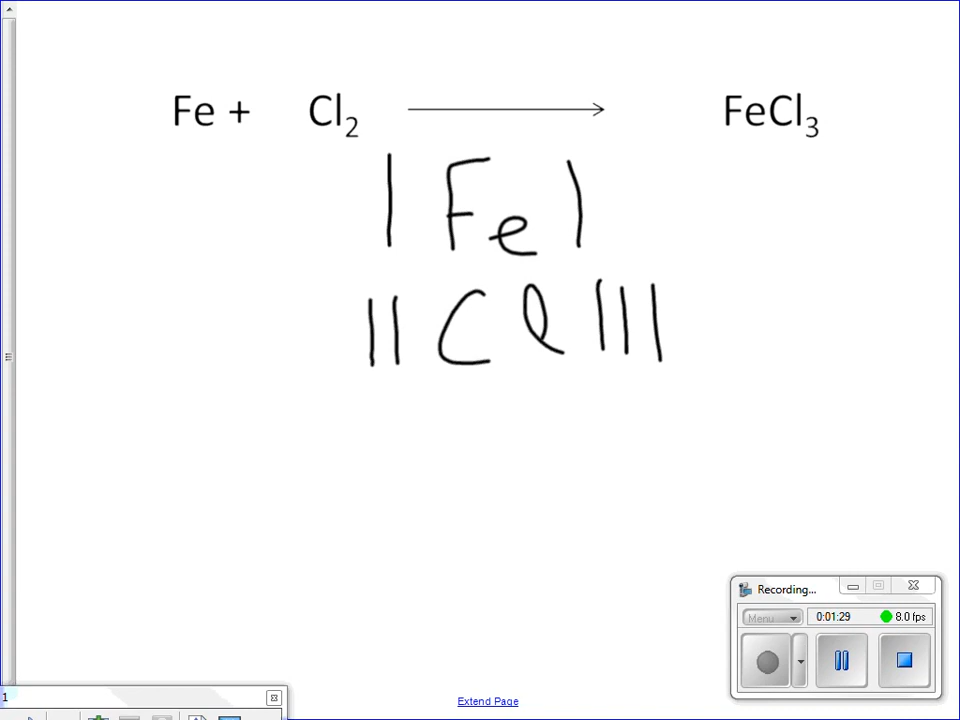 Fe + Cl₂ ⟶ FeCl₃
| Fe |
|| Cl |||
Recording...
Menu 0:01:29 8.0 fps
1
Extend Page